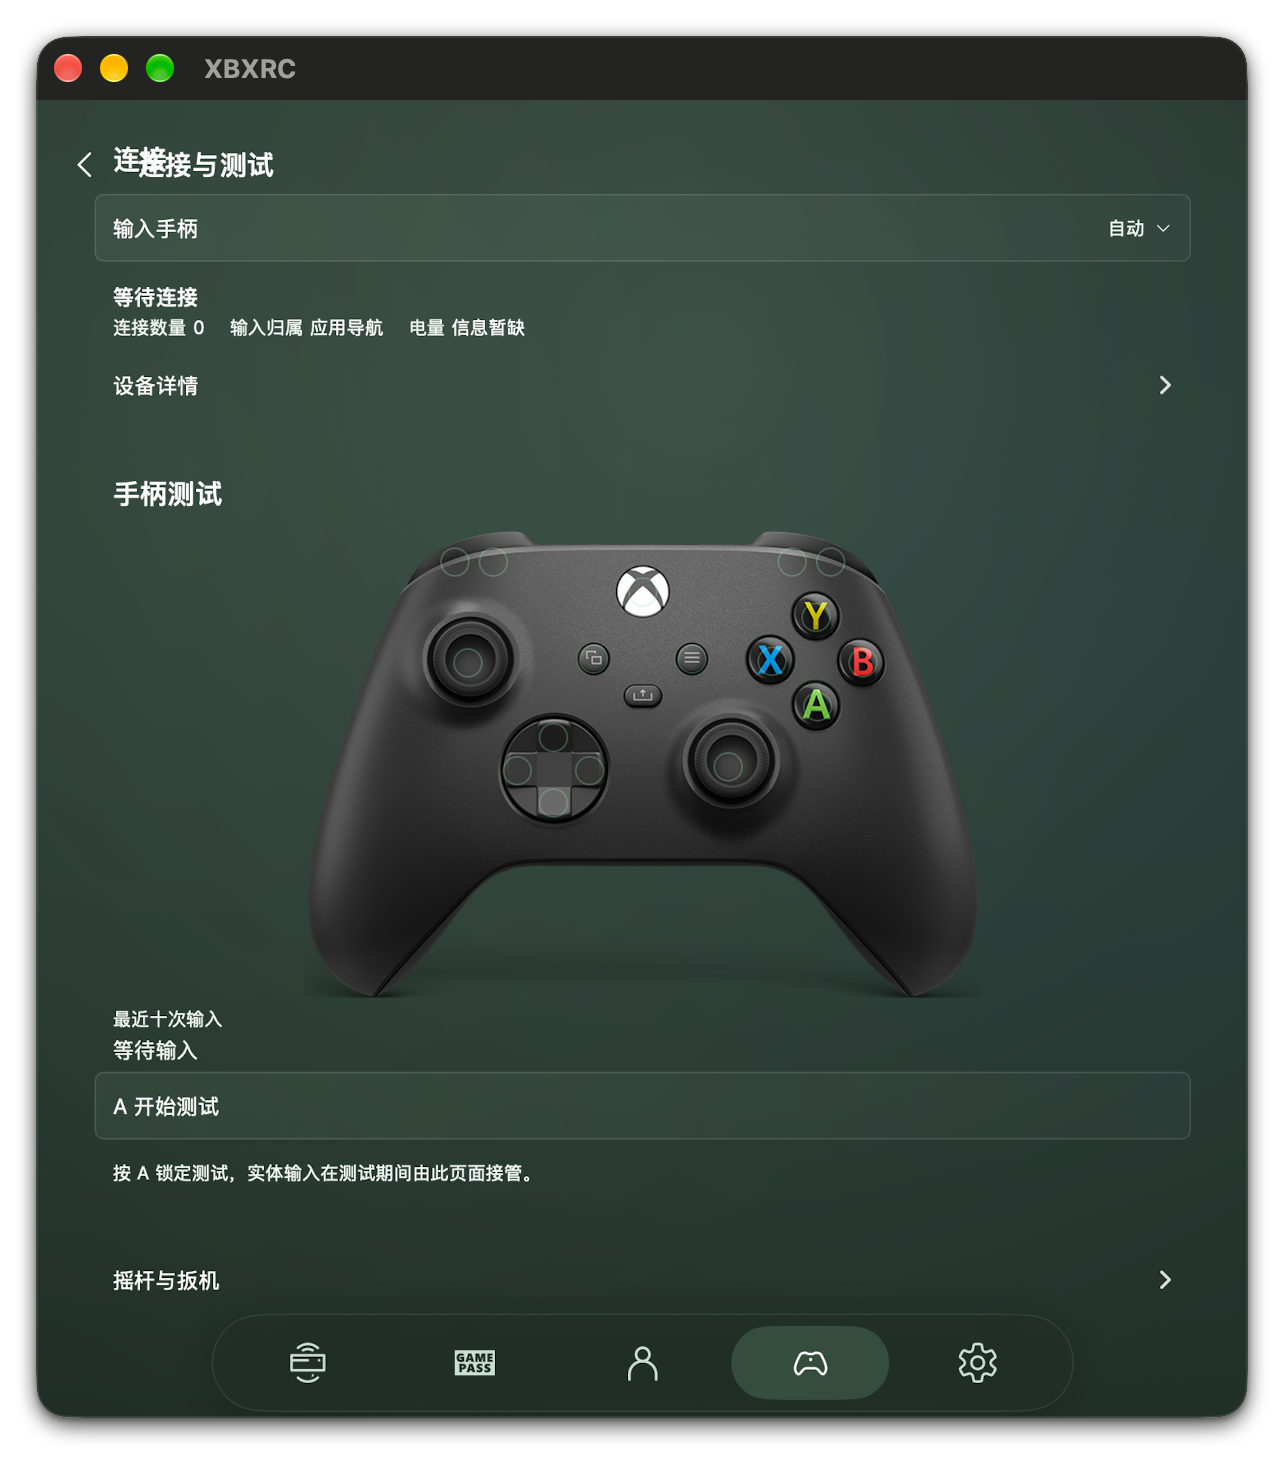 XBXRC
连接
连接与测试
输入手柄
自动
等待连接
连接数量 0 输入归属 应用导航 电量 信息暂缺
设备详情
手柄测试
Y
X
B
A
最近十次输入
等待输入
A 开始测试
按 A 锁定测试，实体输入在测试期间由此页面接管。
摇杆与扳机
GAME
PASS